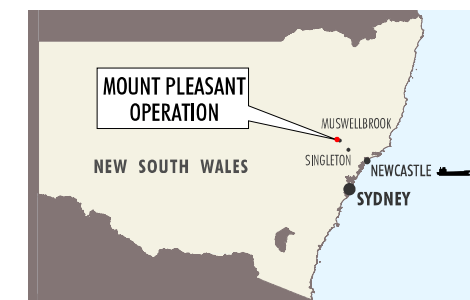 MOUNT PLEASANT
OPERATION
MUSWELLBROOK
SINGLETON
NEW SOUTH WALES
NEWCASTLE
SYDNEY